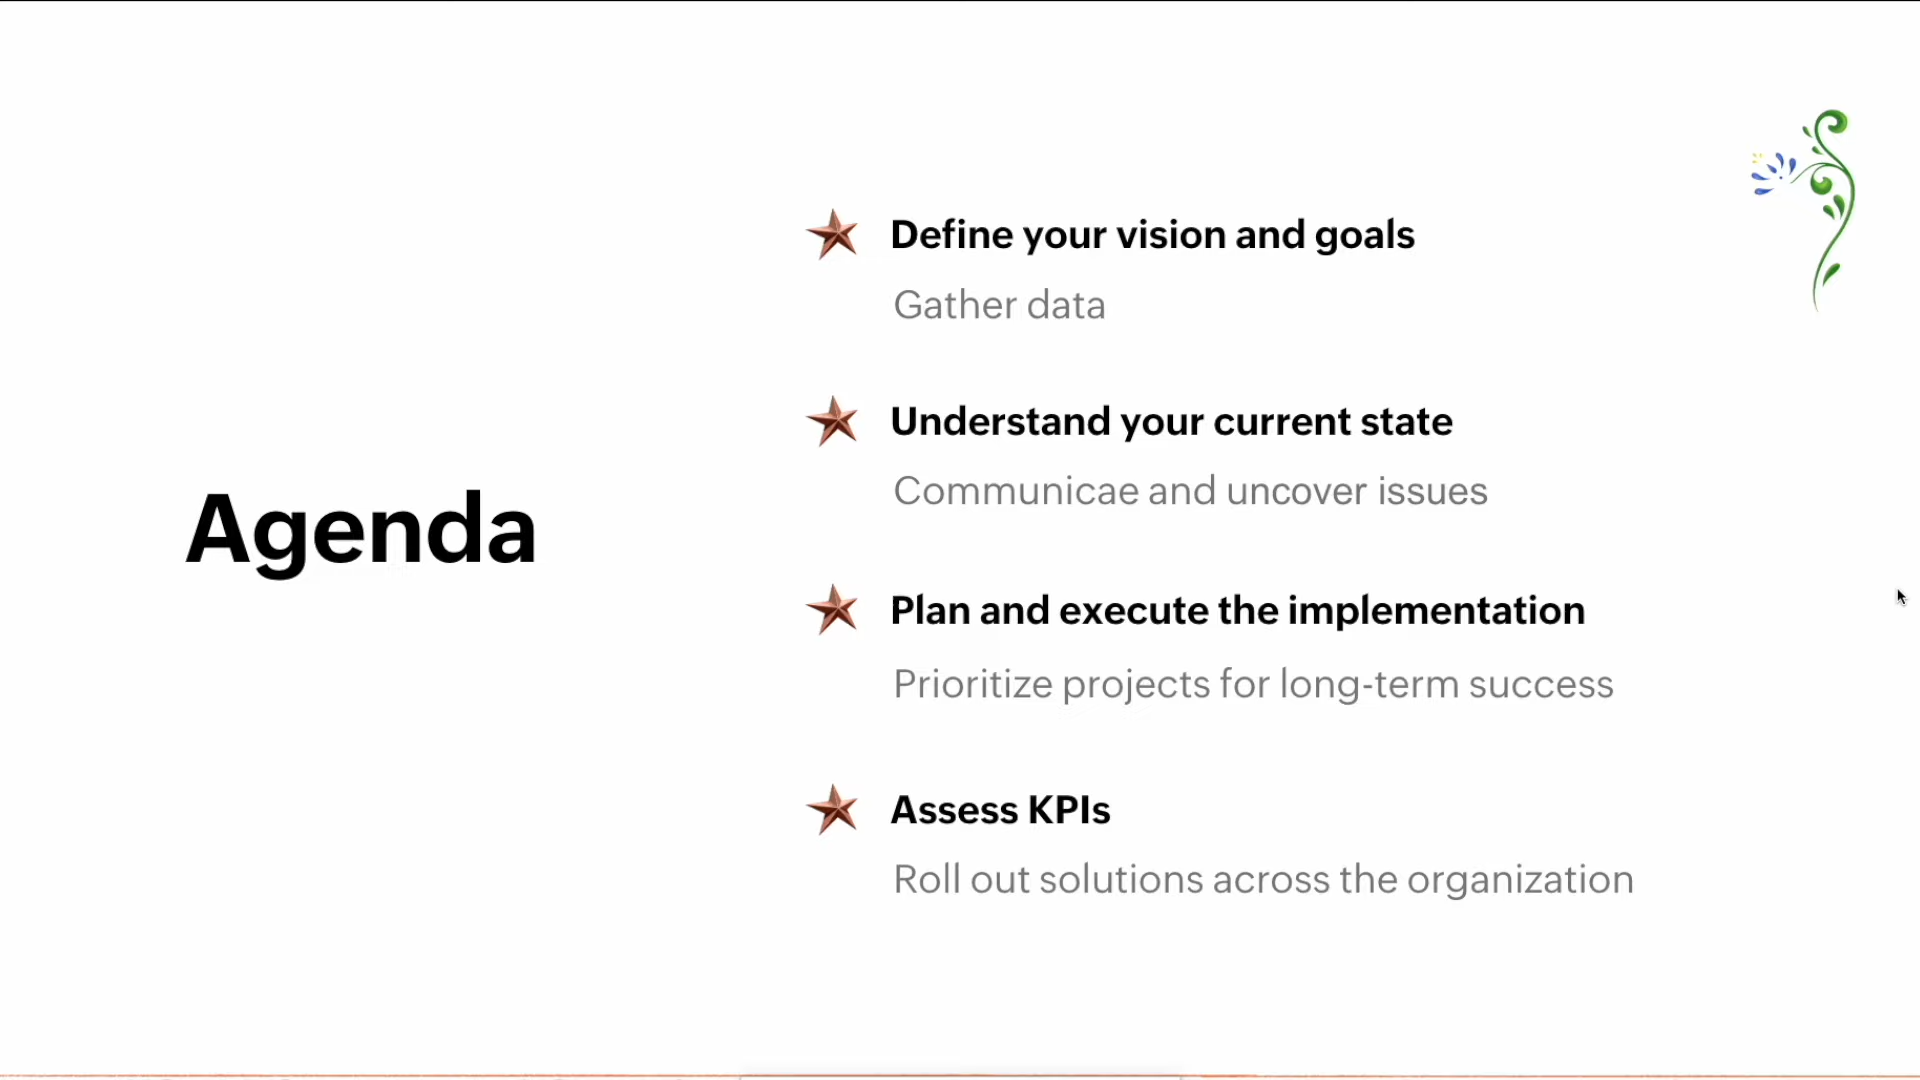 Agenda
Define your vision and goals
Gather data
Understand your current state
Communicae and uncover issues
Plan and execute the implementation
Prioritize projects for long-term success
Assess KPIs
Roll out solutions across the organization